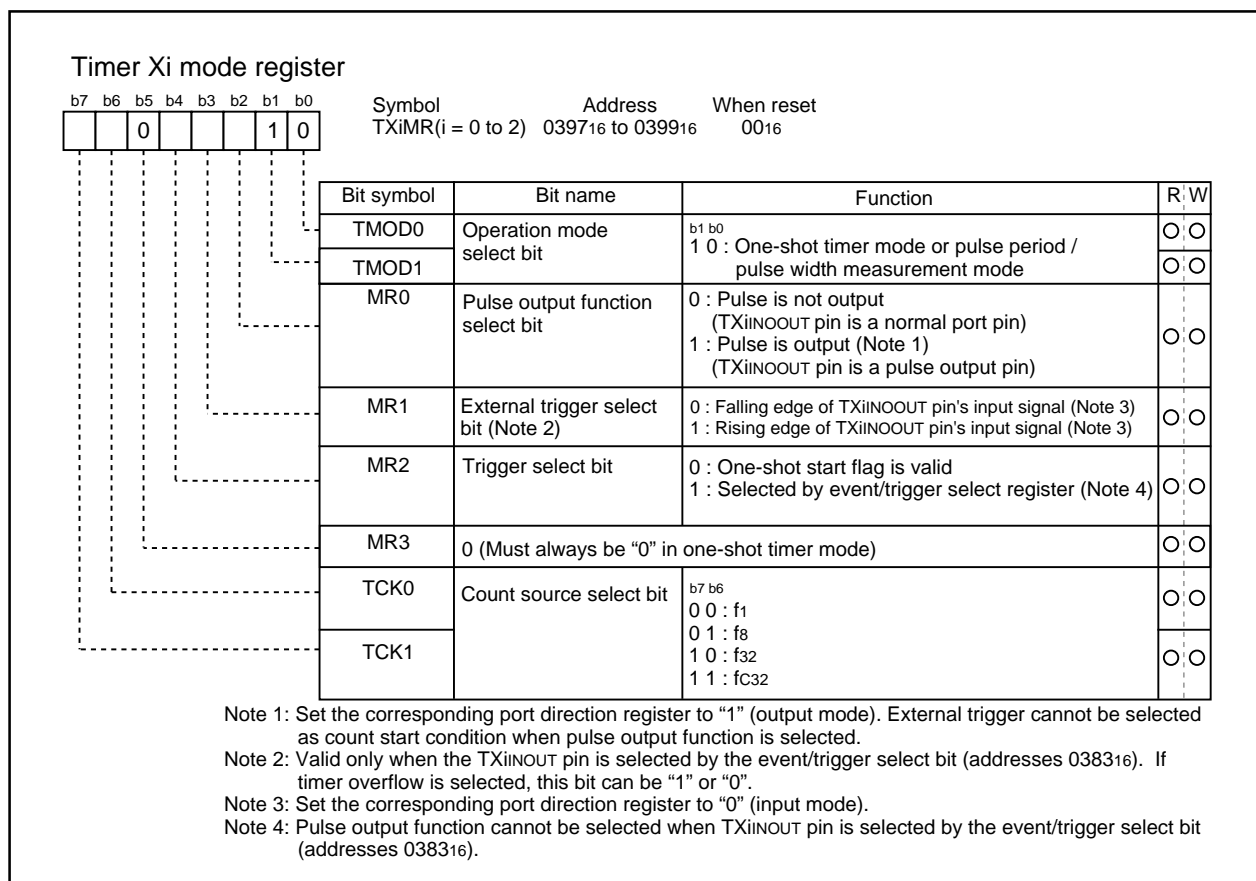 Timer Xi mode register
b7 b6 b5 b4 b3 b2 b1 b0
0 1 0
Symbol Address When reset
TXiMR(i = 0 to 2) 039716 to 039916 0016
Bit symbol Bit name Function R W
TMOD0 Operation mode select bit
b1 b0
1 0 : One-shot timer mode or pulse period /
pulse width measurement mode
TMOD1
MR0 Pulse output function
select bit
0 : Pulse is not output
(TXiINOOUT pin is a normal port pin)
1 : Pulse is output (Note 1)
(TXiINOOUT pin is a pulse output pin)
MR1 External trigger select
bit (Note 2)
0 : Falling edge of TXiINOOUT pin's input signal (Note 3)
1 : Rising edge of TXiINOOUT pin's input signal (Note 3)
MR2 Trigger select bit
0 : One-shot start flag is valid
1 : Selected by event/trigger select register (Note 4)
MR3 0 (Must always be “0” in one-shot timer mode)
TCK0 Count source select bit
b7 b6
0 0 : f1
0 1 : f8
TCK1
1 0 : f32
1 1 : fC32
Note 1: Set the corresponding port direction register to “1” (output mode). External trigger cannot be selected
as count start condition when pulse output function is selected.
Note 2: Valid only when the TXiINOUT pin is selected by the event/trigger select bit (addresses 038316). If
timer overflow is selected, this bit can be “1” or “0”.
Note 3: Set the corresponding port direction register to “0” (input mode).
Note 4: Pulse output function cannot be selected when TXiINOUT pin is selected by the event/trigger select bit
(addresses 038316).